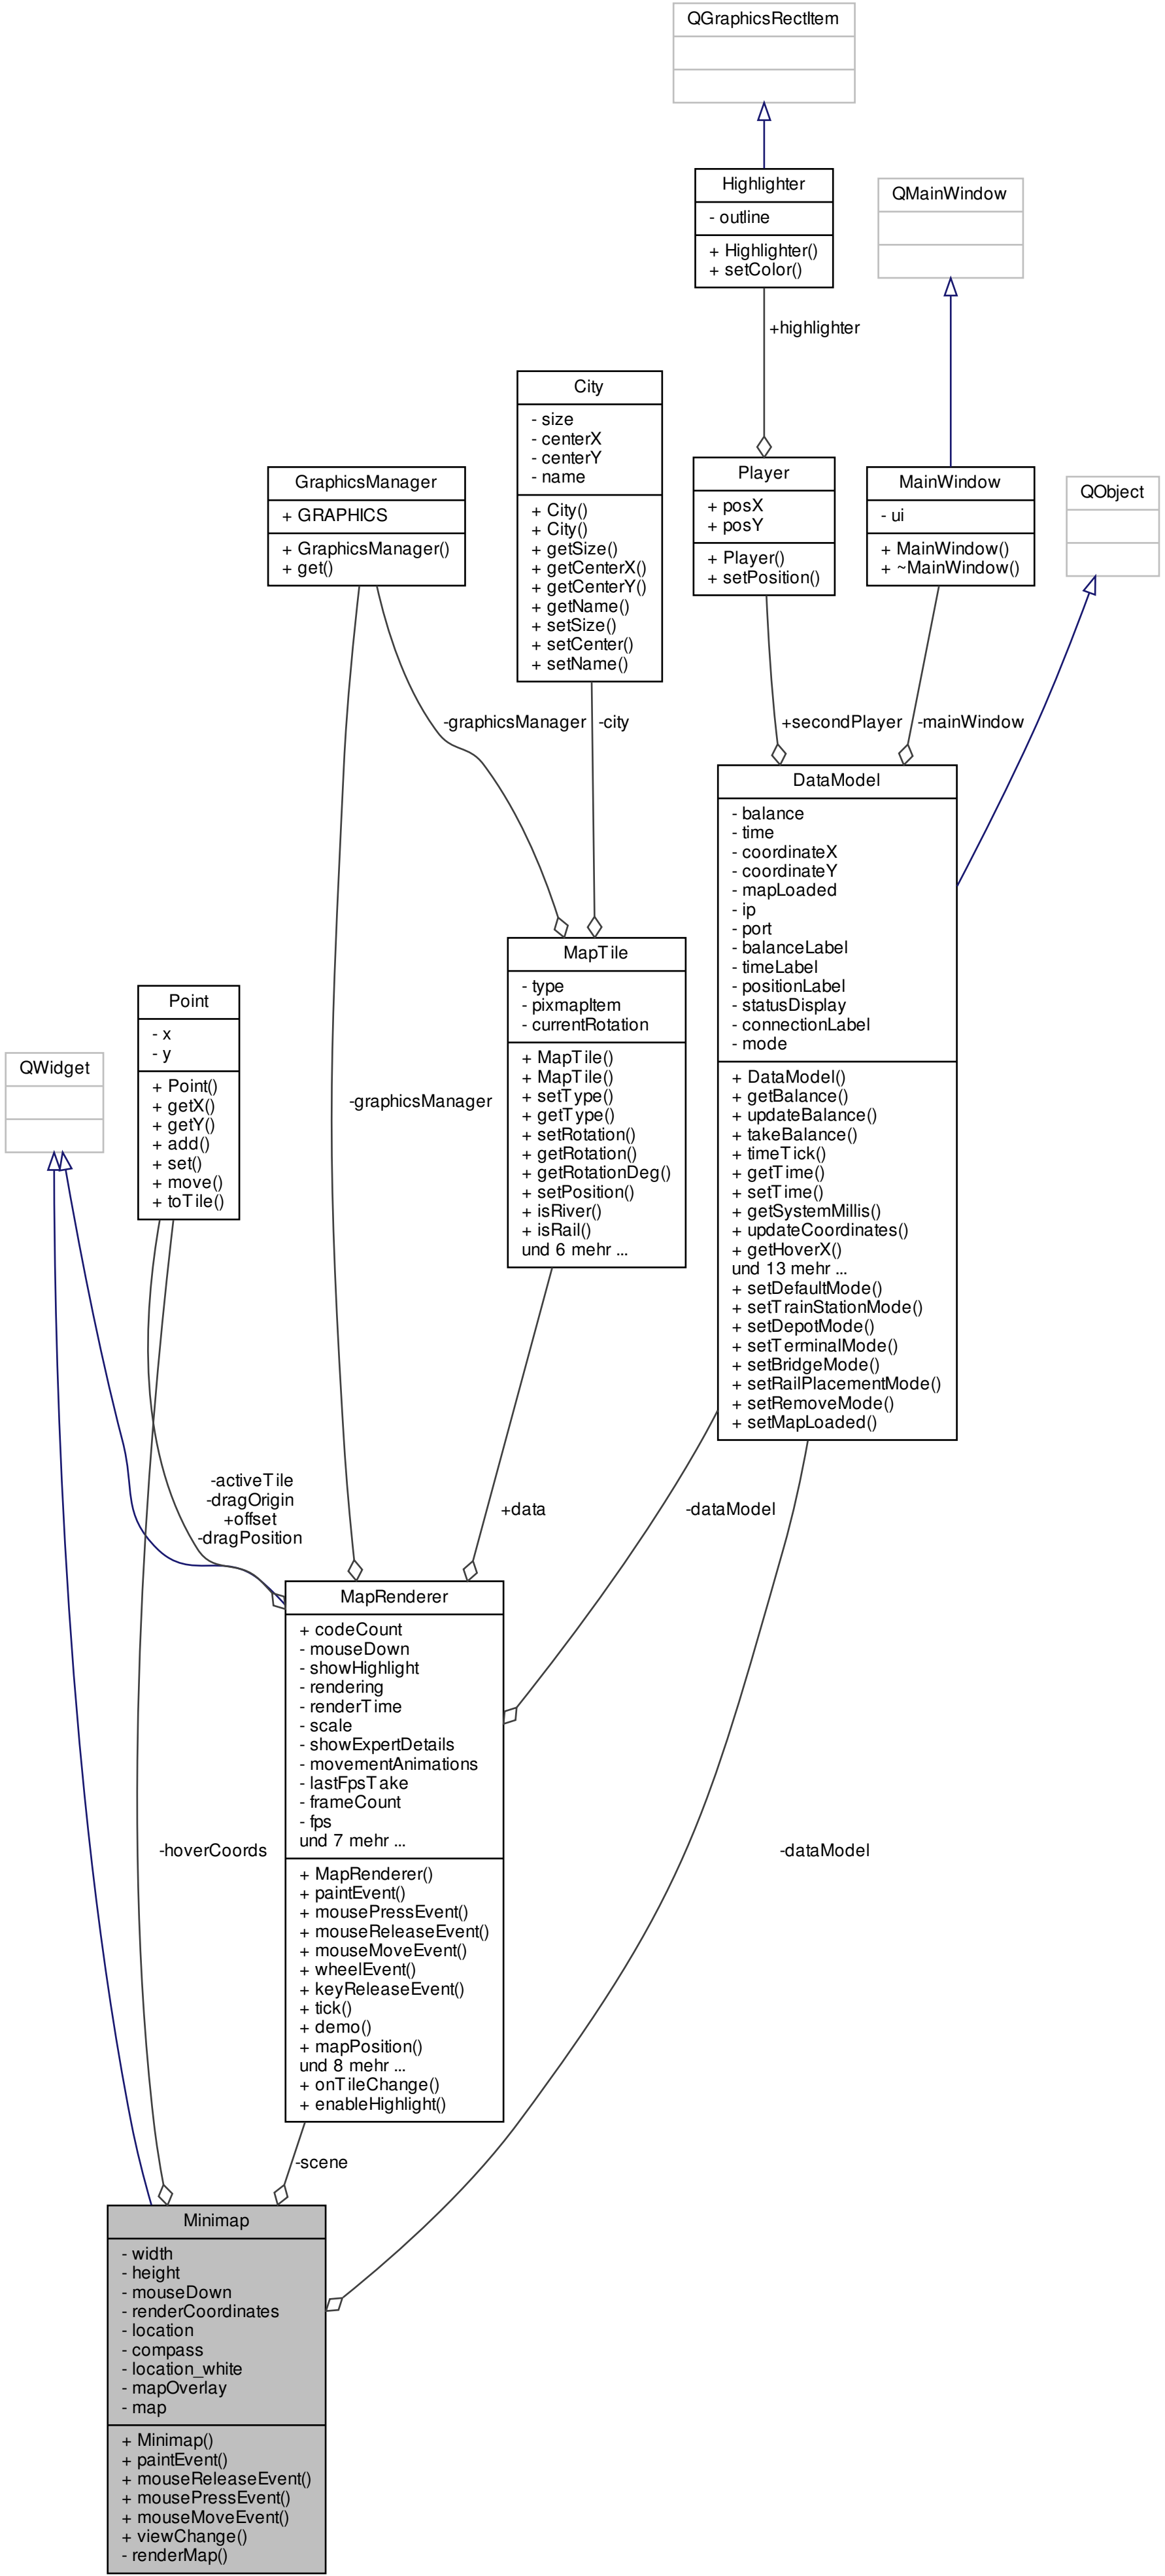 QGraphicsRectItem
Highlighter
- outline
+ Highlighter()
+ setColor()
QMainWindow
+highlighter
City
- size
- centerX
- centerY
- name
+ City()
+ City()
+ getSize()
+ getCenterX()
+ getCenterY()
+ getName()
+ setSize()
+ setCenter()
+ setName()
GraphicsManager
+ GRAPHICS
+ GraphicsManager()
+ get()
Player
+ posX
+ posY
+ Player()
+ setPosition()
MainWindow
- ui
+ MainWindow()
+ ~MainWindow()
QObject
-graphicsManager
-city
+secondPlayer
-mainWindow
DataModel
- balance
- time
- coordinateX
- coordinateY
- mapLoaded
- ip
- port
- balanceLabel
- timeLabel
- positionLabel
- statusDisplay
- connectionLabel
- mode
+ DataModel()
+ getBalance()
+ updateBalance()
+ takeBalance()
+ timeTick()
+ getTime()
+ setTime()
+ getSystemMillis()
+ updateCoordinates()
+ getHoverX()
und 13 mehr ...
+ setDefaultMode()
+ setTrainStationMode()
+ setDepotMode()
+ setTerminalMode()
+ setBridgeMode()
+ setRailPlacementMode()
+ setRemoveMode()
+ setMapLoaded()
MapTile
- type
- pixmapItem
- currentRotation
+ MapTile()
+ MapTile()
+ setType()
+ getType()
+ setRotation()
+ getRotation()
+ getRotationDeg()
+ setPosition()
+ isRiver()
+ isRail()
und 6 mehr ...
Point
- x
- y
+ Point()
+ getX()
+ getY()
+ add()
+ set()
+ move()
+ toTile()
QWidget
-graphicsManager
-activeTile
-dragOrigin
+offset
-dragPosition
+data
-dataModel
MapRenderer
+ codeCount
- mouseDown
- showHighlight
- rendering
- renderTime
- scale
- showExpertDetails
- movementAnimations
- lastFpsTake
- frameCount
- fps
und 7 mehr ...
+ MapRenderer()
+ paintEvent()
+ mousePressEvent()
+ mouseReleaseEvent()
+ mouseMoveEvent()
+ wheelEvent()
+ keyReleaseEvent()
+ tick()
+ demo()
+ mapPosition()
und 8 mehr ...
+ onTileChange()
+ enableHighlight()
-hoverCoords
-dataModel
-scene
Minimap
- width
- height
- mouseDown
- renderCoordinates
- location
- compass
- location_white
- mapOverlay
- map
+ Minimap()
+ paintEvent()
+ mouseReleaseEvent()
+ mousePressEvent()
+ mouseMoveEvent()
+ viewChange()
- renderMap()